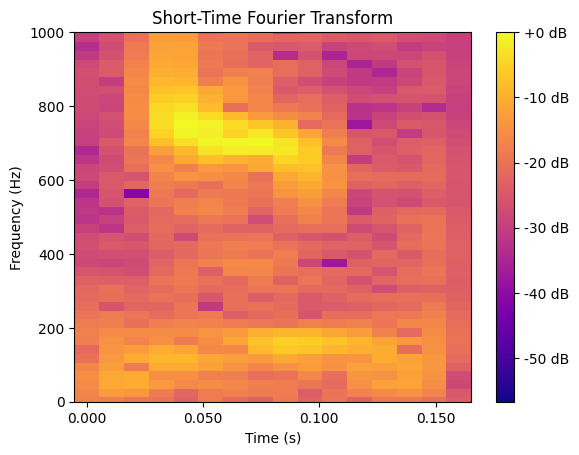 Short-Time Fourier Transform
1000
800
600
400
200
0
Frequency (Hz)
0.000
0.050
0.100
0.150
Time (s)
+0 dB
-10 dB
-20 dB
-30 dB
-40 dB
-50 dB